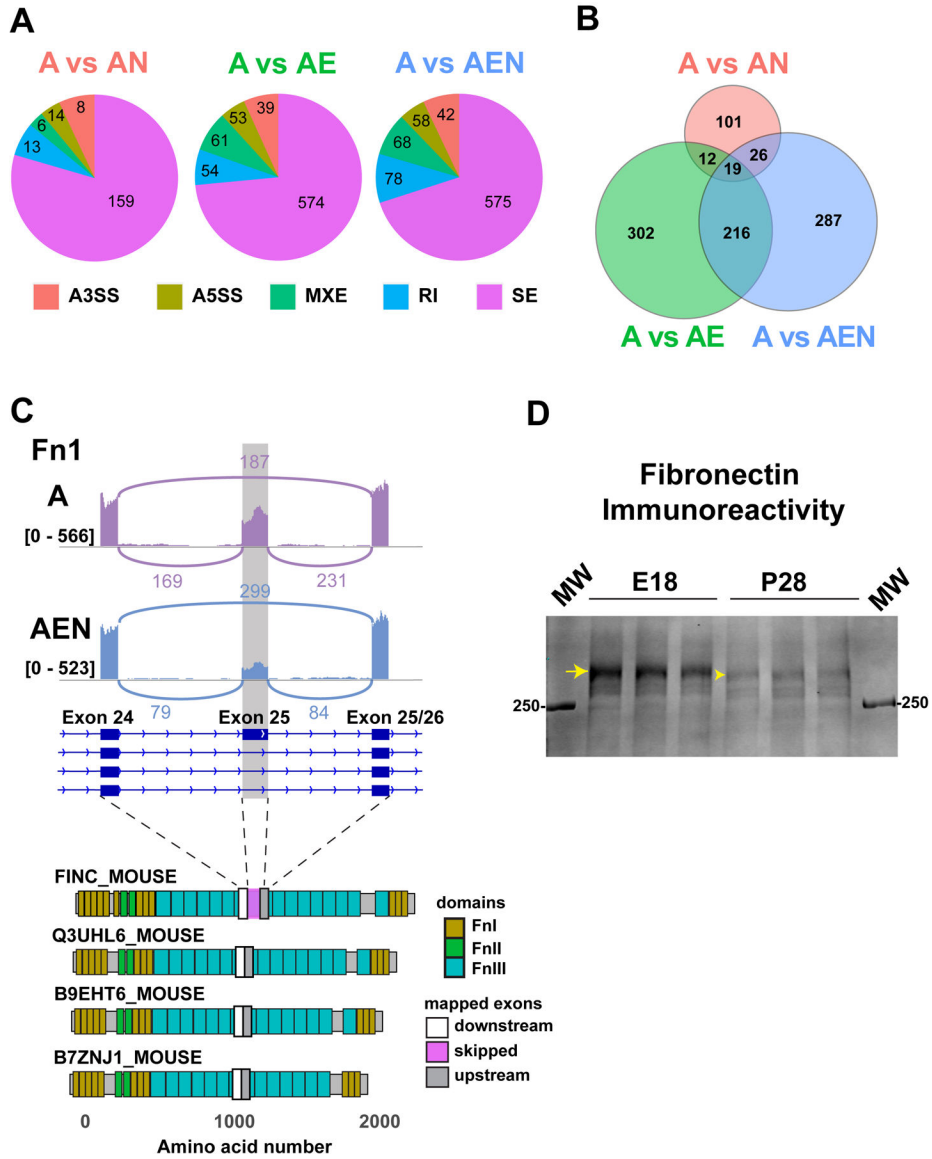 A
A vs AN
A vs AE
A vs AEN
8
14
6
13
159
39
53
61
54
574
42
58
68
78
575
A3SS
A5SS
MXE
RI
SE
B
A vs AN
101
12
19
26
302
216
287
A vs AE
A vs AEN
C
Fn1
A
[0 - 566]
187
169
231
AEN
[0 - 523]
299
79
84
Exon 24
Exon 25
Exon 25/26
FINC_MOUSE
Q3UHL6_MOUSE
B9EHT6_MOUSE
B7ZNJ1_MOUSE
0
1000
2000
Amino acid number
domains
FnI
FnII
FnIII
mapped exons
downstream
skipped
upstream
D
Fibronectin
Immunoreactivity
MW
E18
P28
MW
250-
-250